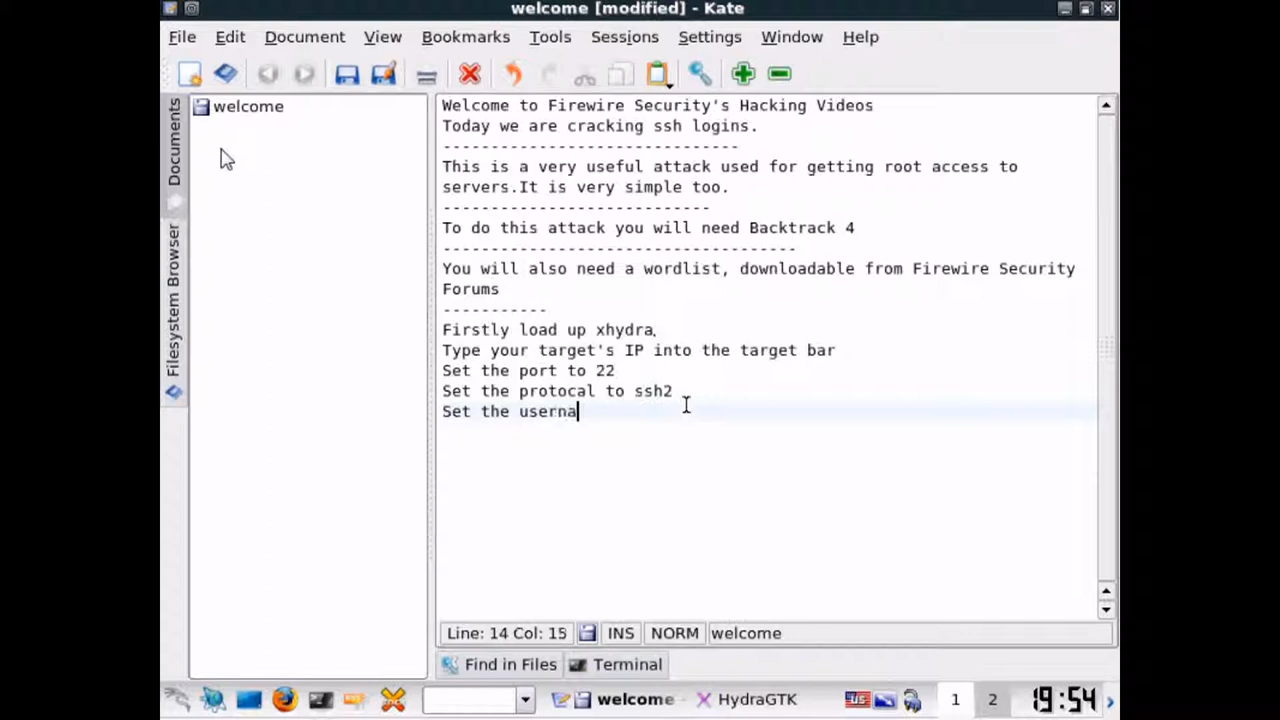 welcome [modified] - Kate
File Edit Document View Bookmarks Tools Sessions Settings Window Help
Documents
Filesystem Browser
welcome
Welcome to Firewire Security's Hacking Videos
Today we are cracking ssh logins.
-------------------------------
This is a very useful attack used for getting root access to
servers.It is very simple too.
----------------------------
To do this attack you will need Backtrack 4
-------------------------------------
You will also need a wordlist, downloadable from Firewire Security
Forums
-----------
Firstly load up xhydra.
Type your target's IP into the target bar
Set the port to 22
Set the protocal to ssh2
Set the userna
Line: 14 Col: 15 INS NORM welcome
Find in Files Terminal
welcome HydraGTK US 1 2 19:54